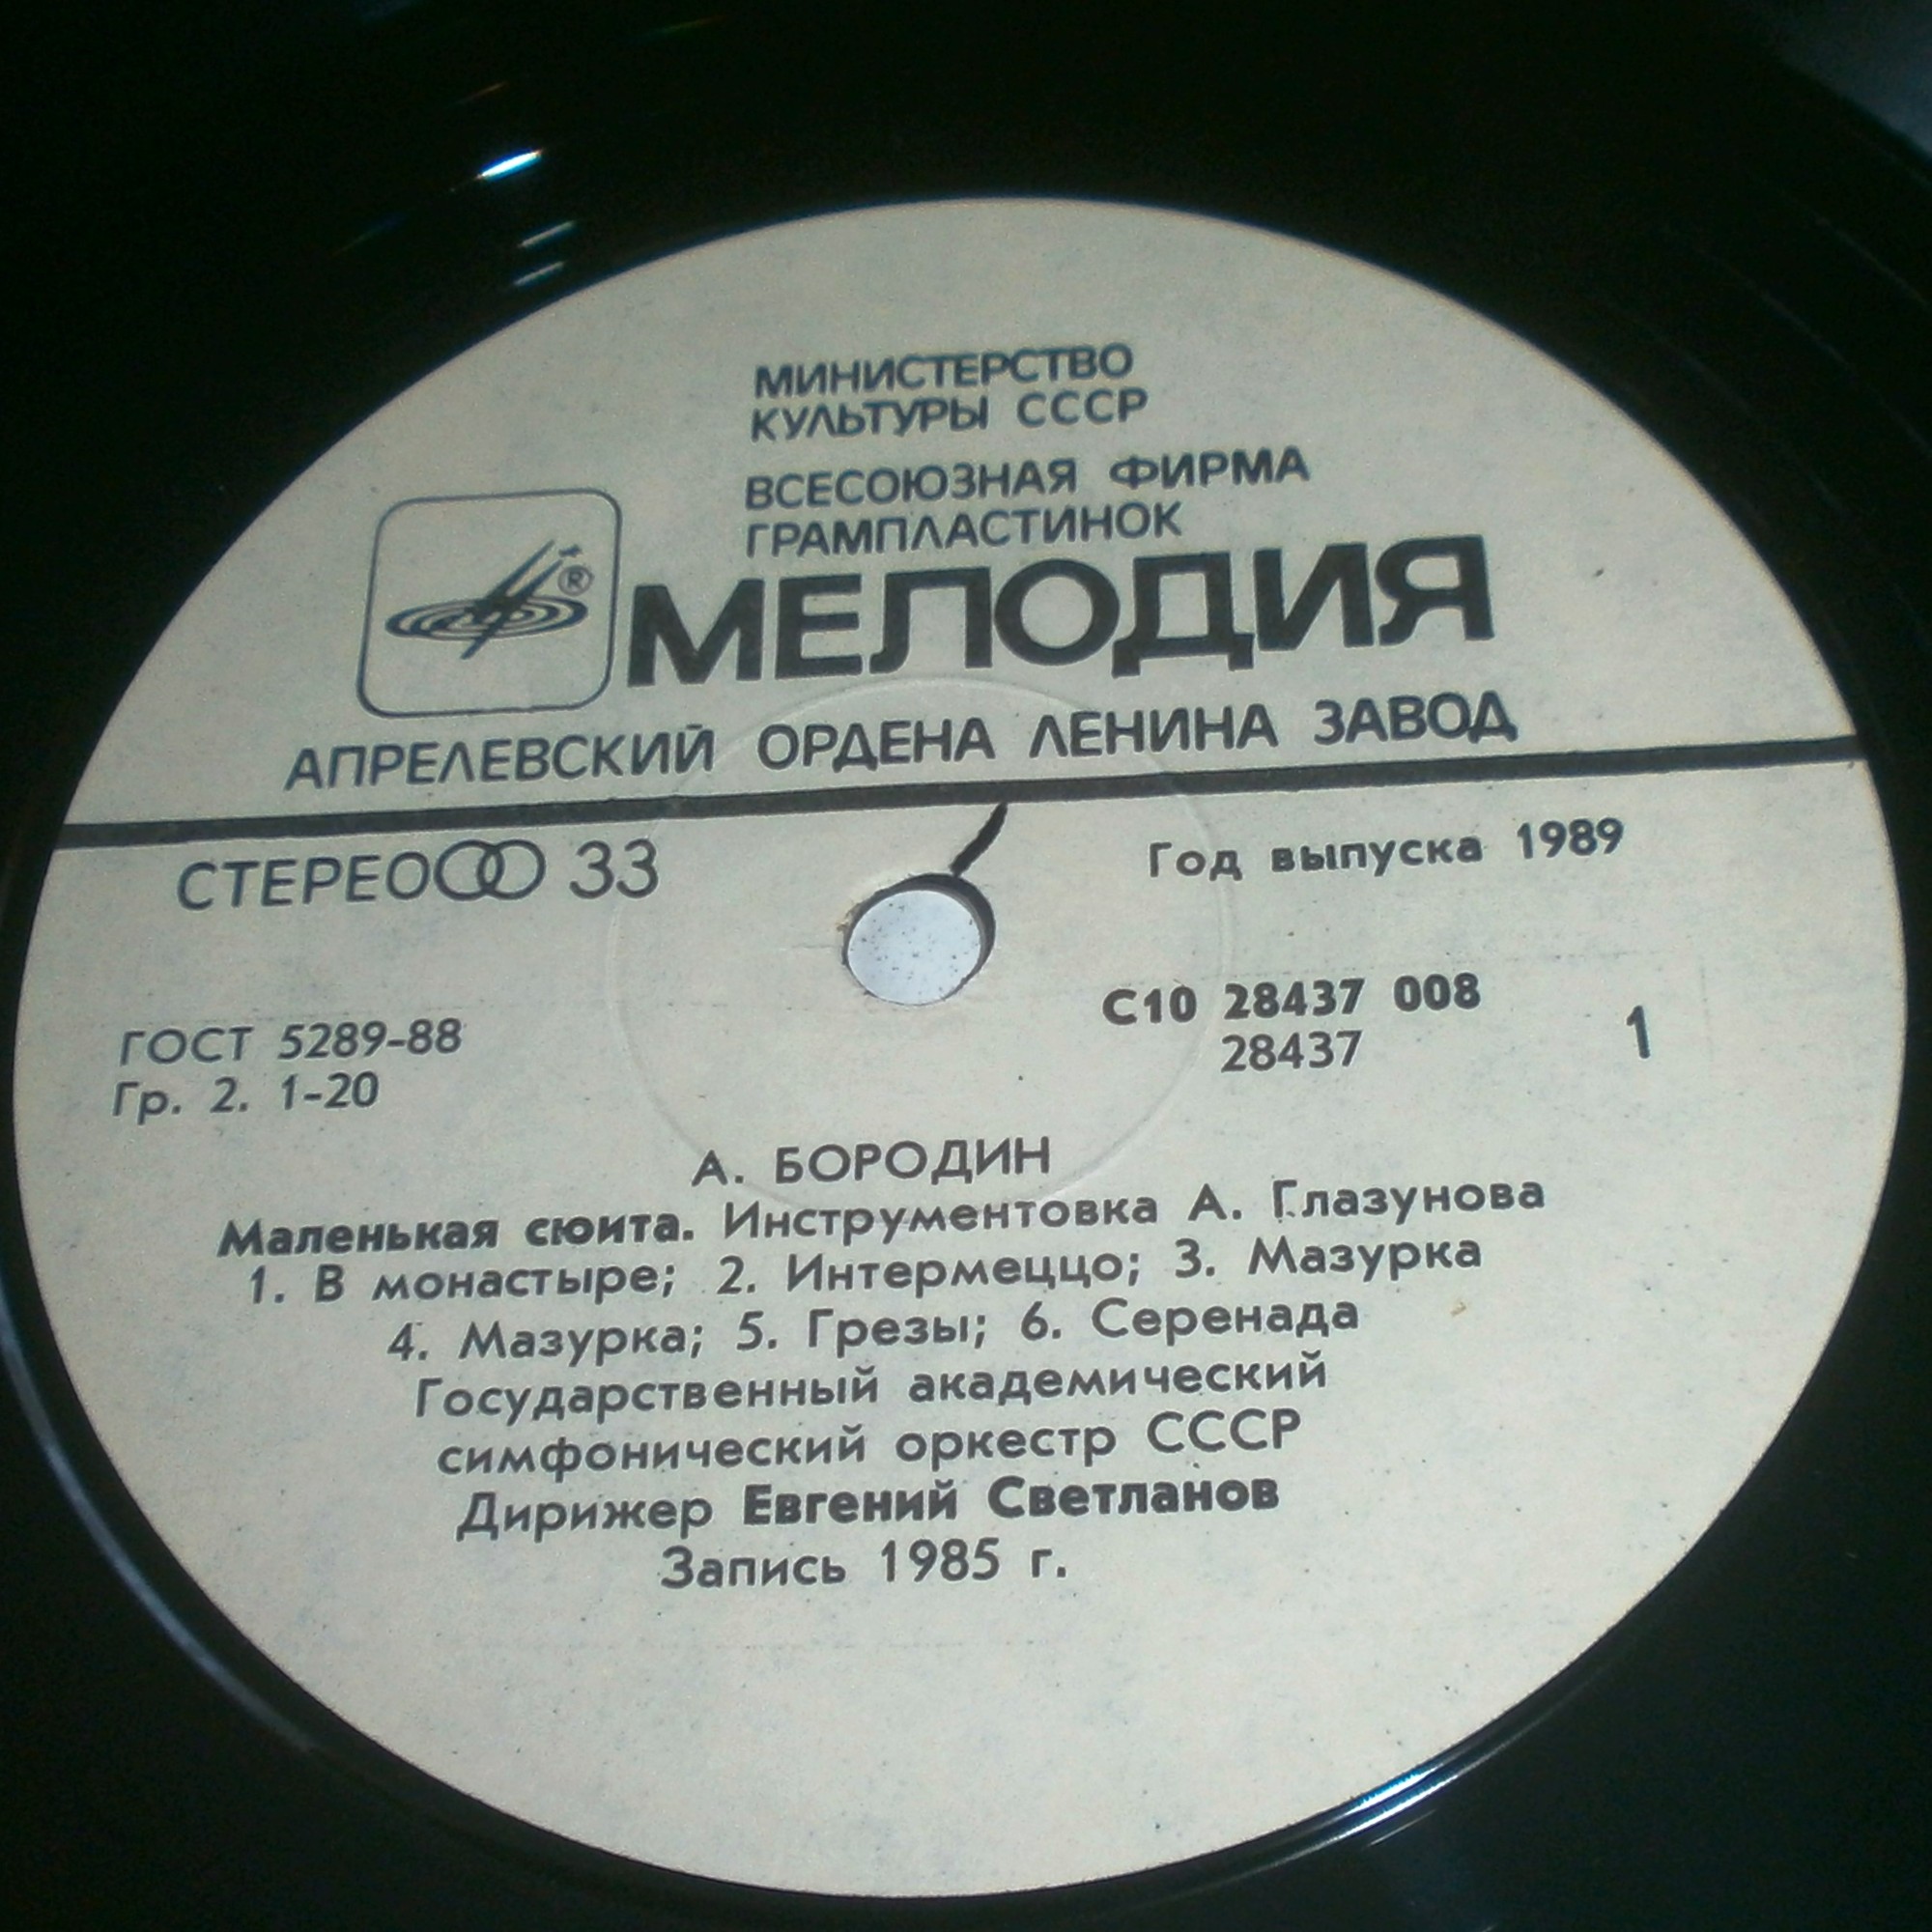 МИНИСТЕРСТВО
КУЛЬТУРЫ СССР
ВСЕСОЮЗНАЯ ФИРМА
ГРАМПЛАСТИНОК
®
МЕЛОДИЯ
АПРЕЛЕВСКИЙ ОРДЕНА ЛЕНИНА ЗАВОД
СТЕРЕО 33
Год выпуска 1989
ГОСТ 5289-88
Гр. 2. 1-20
С10 28437 008
28437
1
А. БОРОДИН
Маленькая сюита. Инструментовка А. Глазунова
1. В монастыре; 2. Интермеццо; 3. Мазурка
4. Мазурка; 5. Грезы; 6. Серенада
Государственный академический
симфонический оркестр СССР
Дирижер Евгений Светланов
Запись 1985 г.